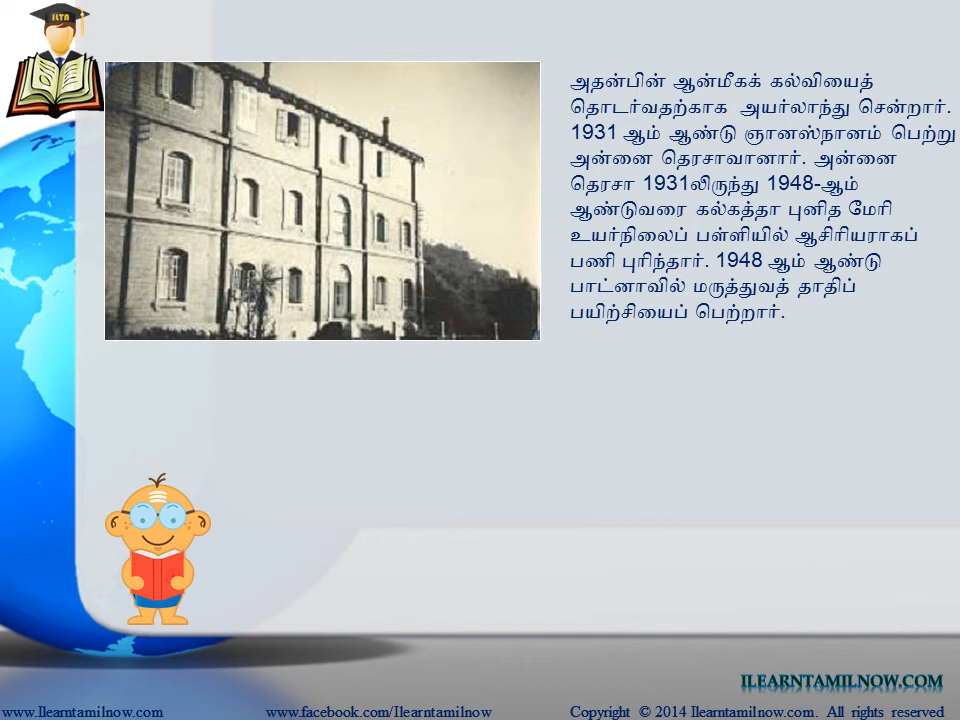 ILTN
அதன்பின் ஆன்மீகக் கல்வியைத்
தொடர்வதற்காக அயர்லாந்து சென்றார்.
1931 ஆம் ஆண்டு ஞானஸ்நானம் பெற்று
அன்னை தெரசாவானார். அன்னை
தெரசா 1931லிருந்து 1948-ஆம்
ஆண்டுவரை கல்கத்தா புனித மேரி
உயர்நிலைப் பள்ளியில் ஆசிரியராகப்
பணி புரிந்தார். 1948 ஆம் ஆண்டு
பாட்னாவில் மருத்துவத் தாதிப்
பயிற்சியைப் பெற்றார்.
ILEARNTAMILNOW.COM
www.Ilearntamilnow.com www.facebook.com/Ilearntamilnow Copyright © 2014 Ilearntamilnow.com. All rights reserved